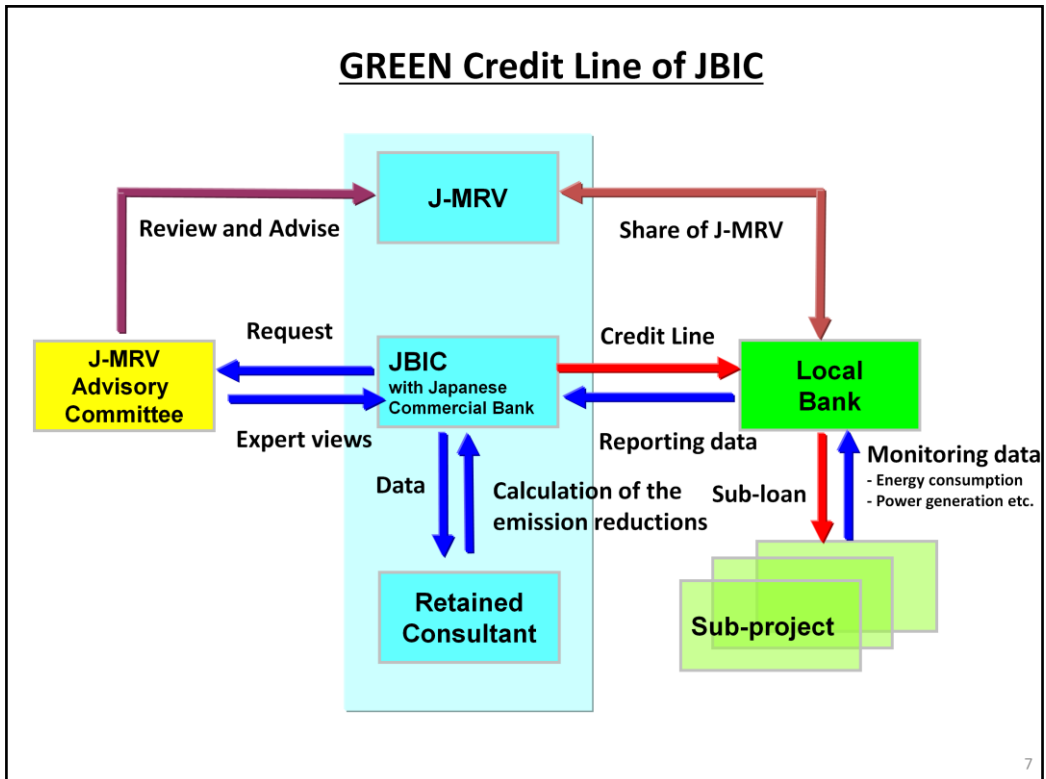 GREEN Credit Line of JBIC
J-MRV
Review and Advise
Share of J-MRV
Request
Credit Line
J-MRV
Advisory
Committee
JBIC
with Japanese
Commercial Bank
Local
Bank
Expert views
Reporting data
Monitoring data
- Energy consumption
- Power generation etc.
Data
Calculation of the
emission reductions
Sub-loan
Retained
Consultant
Sub-project
7